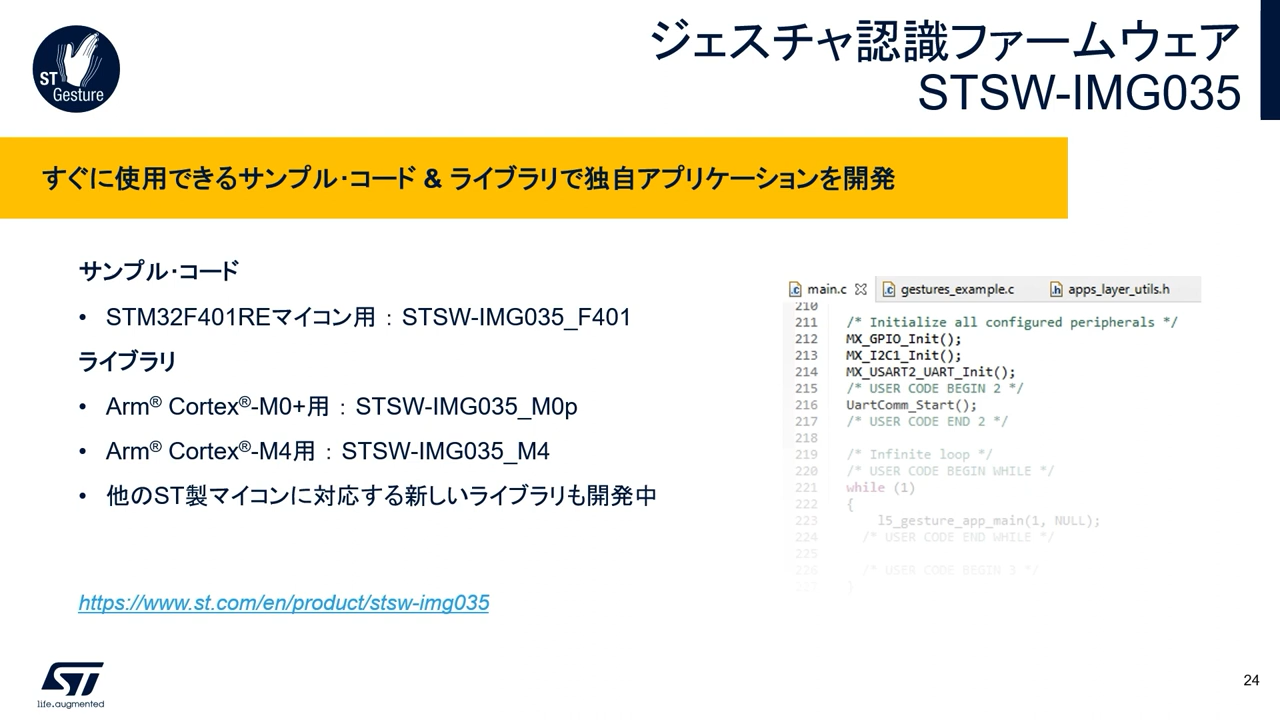 ST
Gesture
ジェスチャ認識ファームウェア
STSW-IMG035
すぐに使用できるサンプル・コード & ライブラリで独自アプリケーションを開発
サンプル・コード
• STM32F401REマイコン用：STSW-IMG035_F401
ライブラリ
• Arm® Cortex®-M0+用：STSW-IMG035_M0p
• Arm® Cortex®-M4用：STSW-IMG035_M4
• 他のST製マイコンに対応する新しいライブラリも開発中
https://www.st.com/en/product/stsw-img035
main.c gestures_example.c apps_layer_utils.h
210
211 /* Initialize all configured peripherals */
212 MX_GPIO_Init();
213 MX_I2C1_Init();
214 MX_USART2_UART_Init();
215 /* USER CODE BEGIN 2 */
216 UartComm_Start();
217 /* USER CODE END 2 */
218
219 /* Infinite loop */
220 /* USER CODE BEGIN WHILE */
221 while (1)
222 {
223 l5_gesture_app_main(1, NULL);
224 /* USER CODE END WHILE */
225
226 /* USER CODE BEGIN 3 */
227 }
ST
life.augmented
24